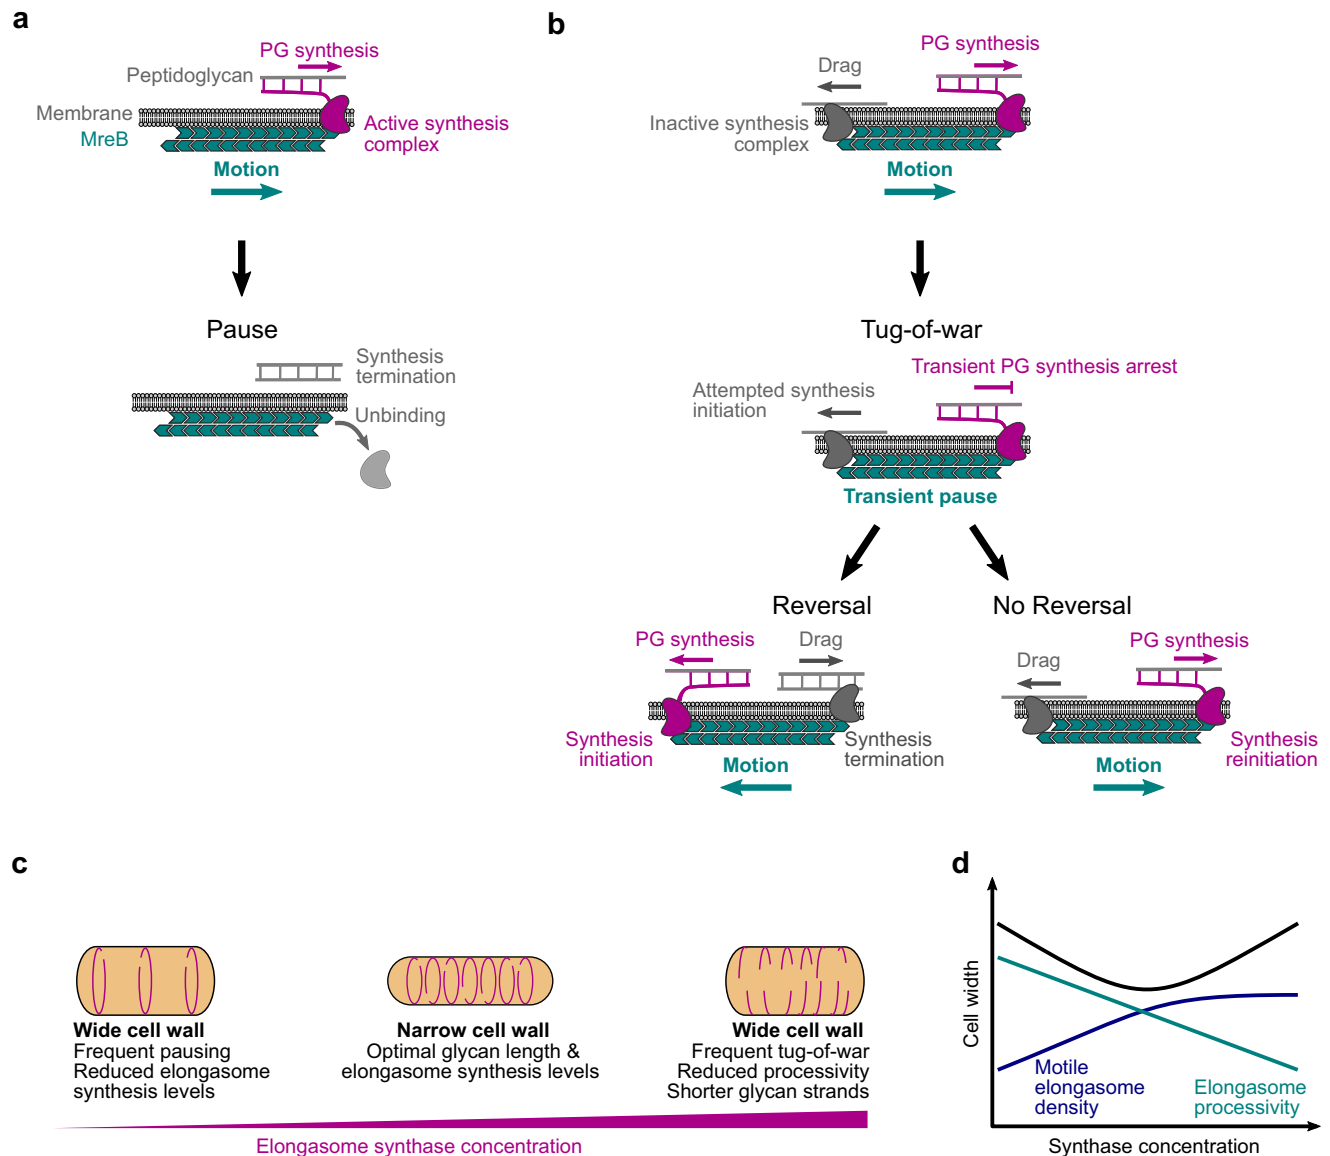 a
PG synthesis
Peptidoglycan
Membrane
MreB
Active synthesis
complex
Motion
Pause
Synthesis
termination
Unbinding
b
PG synthesis
Drag
Inactive synthesis
complex
Motion
Tug-of-war
Transient PG synthesis arrest
Attempted synthesis
initiation
Transient pause
Reversal
No Reversal
PG synthesis
Drag
Synthesis
initiation
Synthesis
termination
Motion
PG synthesis
Drag
Synthesis
reinitiation
Motion
c
Wide cell wall
Frequent pausing
Reduced elongasome
synthesis levels
Narrow cell wall
Optimal glycan length &
elongasome synthesis levels
Wide cell wall
Frequent tug-of-war
Reduced processivity
Shorter glycan strands
Elongasome synthase concentration
d
Cell width
Motile
elongasome
density
Elongasome
processivity
Synthase concentration